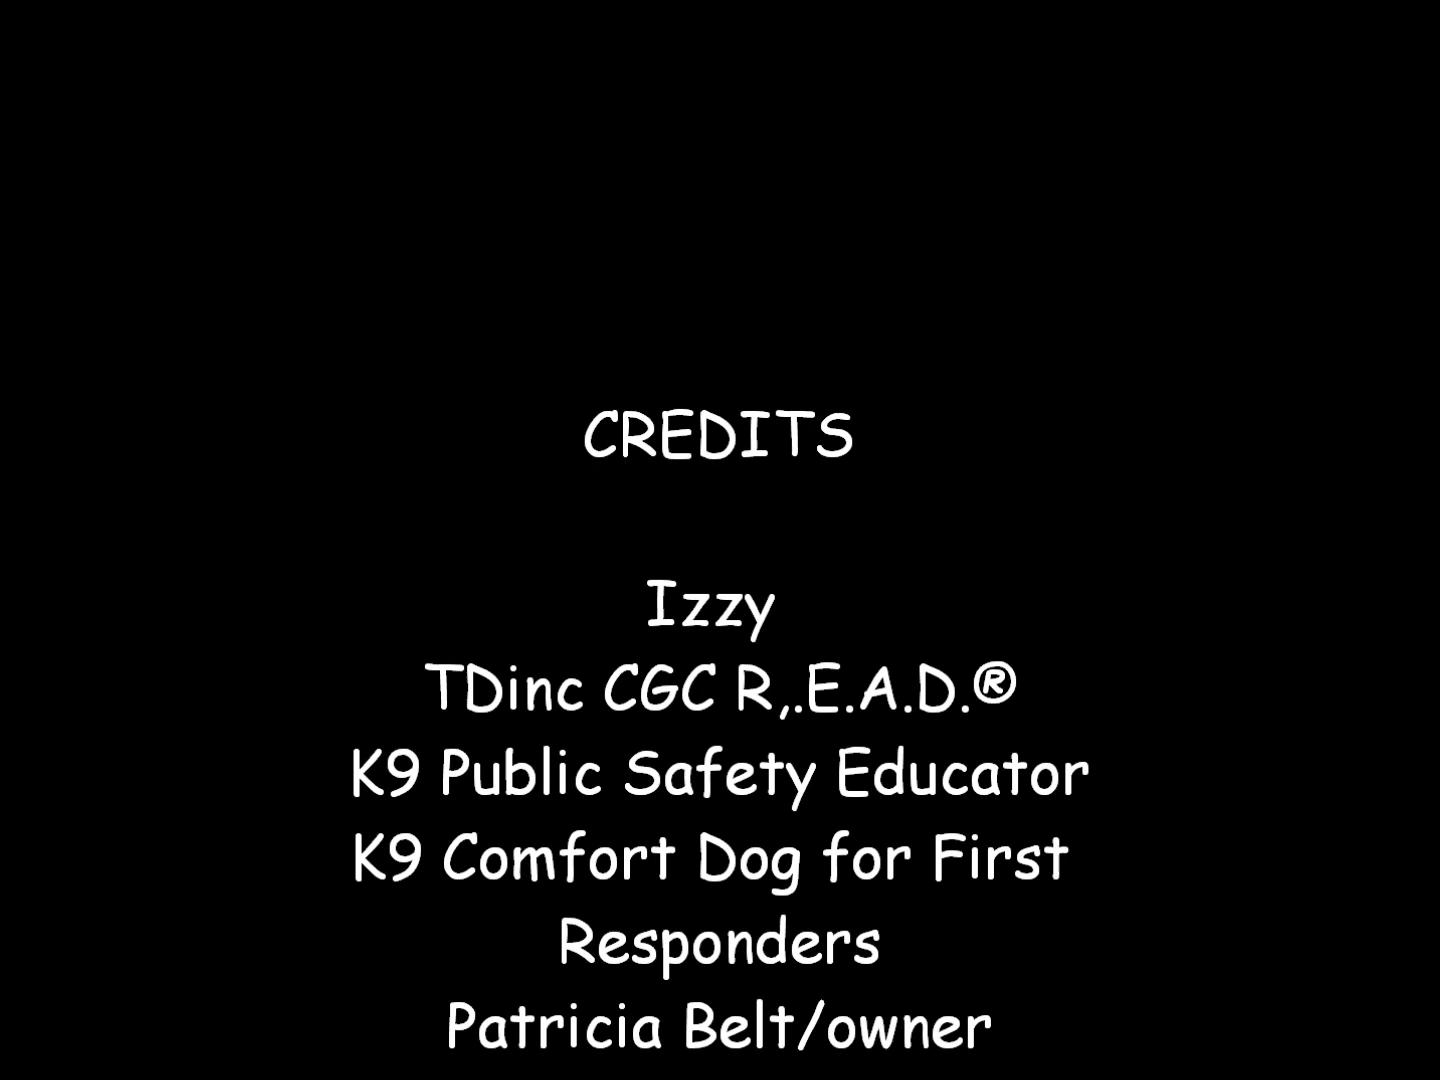 CREDITS
Izzy
TDinc CGC R,.E.A.D.®
K9 Public Safety Educator
K9 Comfort Dog for First
Responders
Patricia Belt/owner